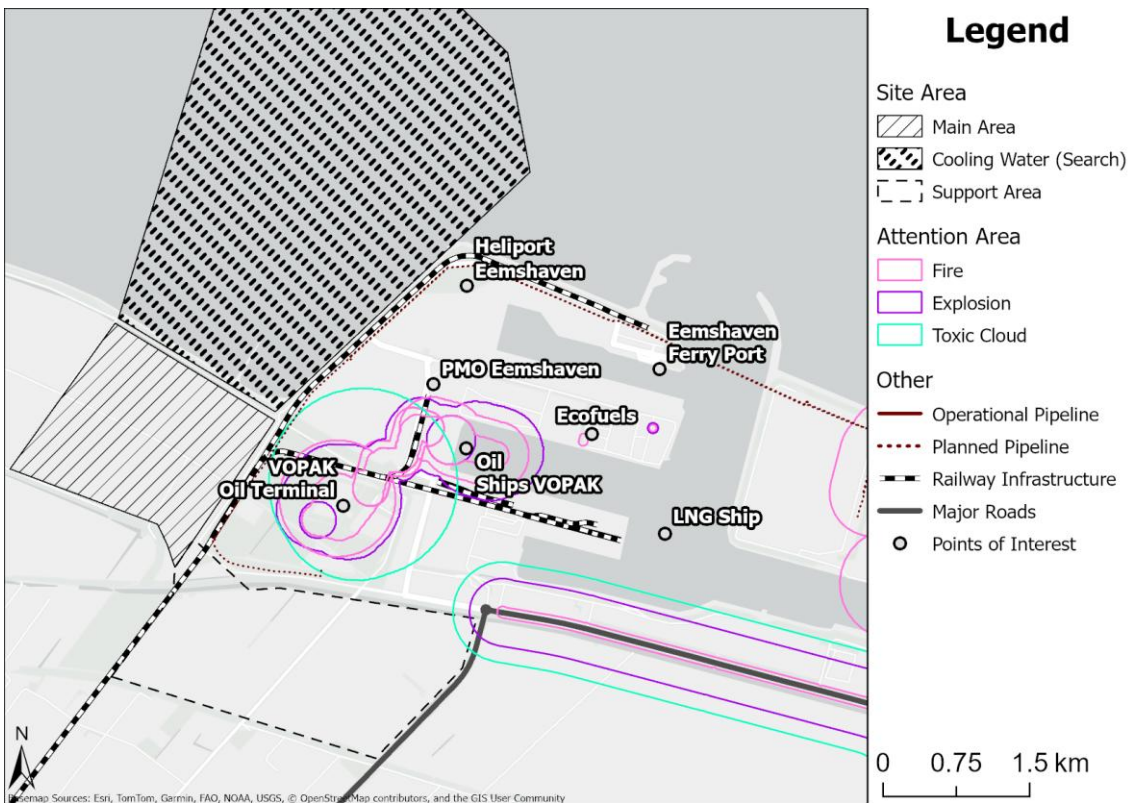 Heliport
Eemshaven
Eemshaven
Ferry Port
PMO Eemshaven
Ecofuels
VOPAK
Oil Terminal
Oil
Ships VOPAK
LNG Ship
N
Basemap Sources: Esri, TomTom, Garmin, FAO, NOAA, USGS, © OpenStreetMap contributors, and the GIS User Community
Legend
Site Area
Main Area
Cooling Water (Search)
Support Area
Attention Area
Fire
Explosion
Toxic Cloud
Other
Operational Pipeline
Planned Pipeline
Railway Infrastructure
Major Roads
Points of Interest
0 0.75 1.5 km